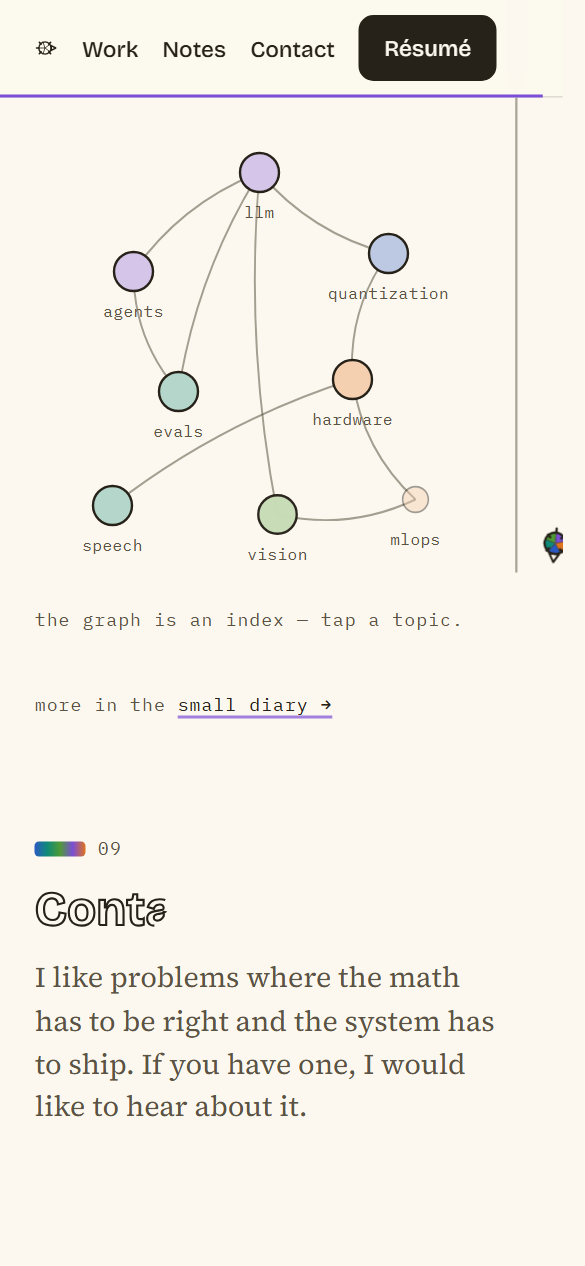 Work Notes Contact Résumé
llm
quantization
agents
hardware
evals
mlops
speech
vision
the graph is an index — tap a topic.
more in the small diary →
09
Conta
I like problems where the math
has to be right and the system has
to ship. If you have one, I would
like to hear about it.